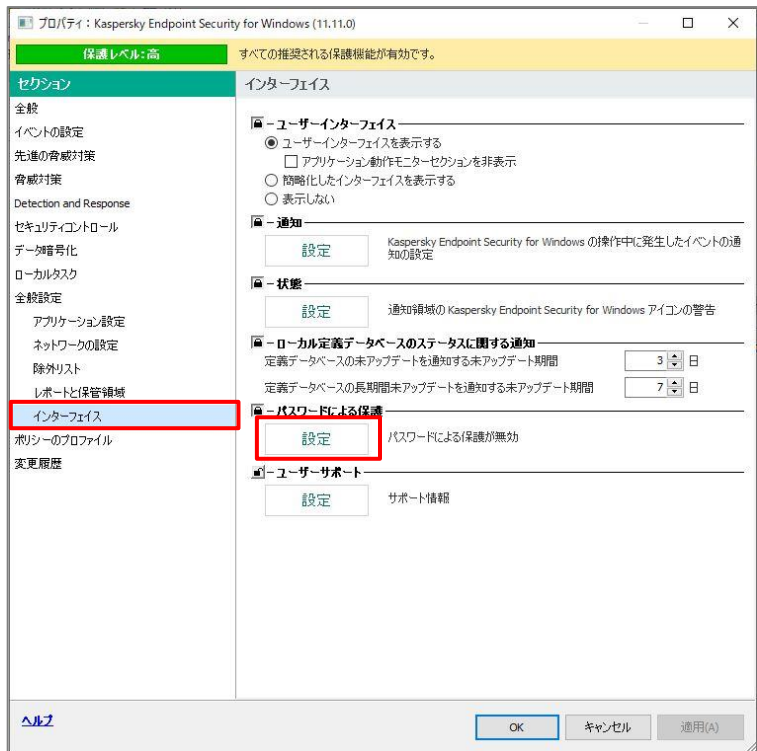 プロパティ：Kaspersky Endpoint Security for Windows (11.11.0)
保護レベル：高
すべての推奨される保護機能が有効です。
セクション
全般
イベントの設定
先進の脅威対策
脅威対策
Detection and Response
セキュリティコントロール
データ暗号化
ローカルタスク
全般設定
アプリケーション設定
ネットワークの設定
除外リスト
レポートと保管領域
インターフェイス
ポリシーのプロファイル
変更履歴
インターフェイス
ユーザーインターフェイス
ユーザーインターフェイスを表示する
アプリケーション動作モニターセクションを非表示
簡略化したインターフェイスを表示する
表示しない
通知
設定
Kaspersky Endpoint Security for Windows の操作中に発生したイベントの通
知の設定
状態
設定
通知領域の Kaspersky Endpoint Security for Windows アイコンの警告
ローカル定義データベースのステータスに関する通知
定義データベースの未アップデートを通知する未アップデート期間 3 日
定義データベースの長期間未アップデートを通知する未アップデート期間 7 日
パスワードによる保護
設定
パスワードによる保護が無効
ユーザーサポート
設定
サポート情報
ヘルプ
OK
キャンセル
適用(A)